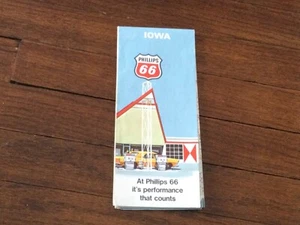 IOWA
PHILLIPS
66
At Phillips 66
it's performance
that counts